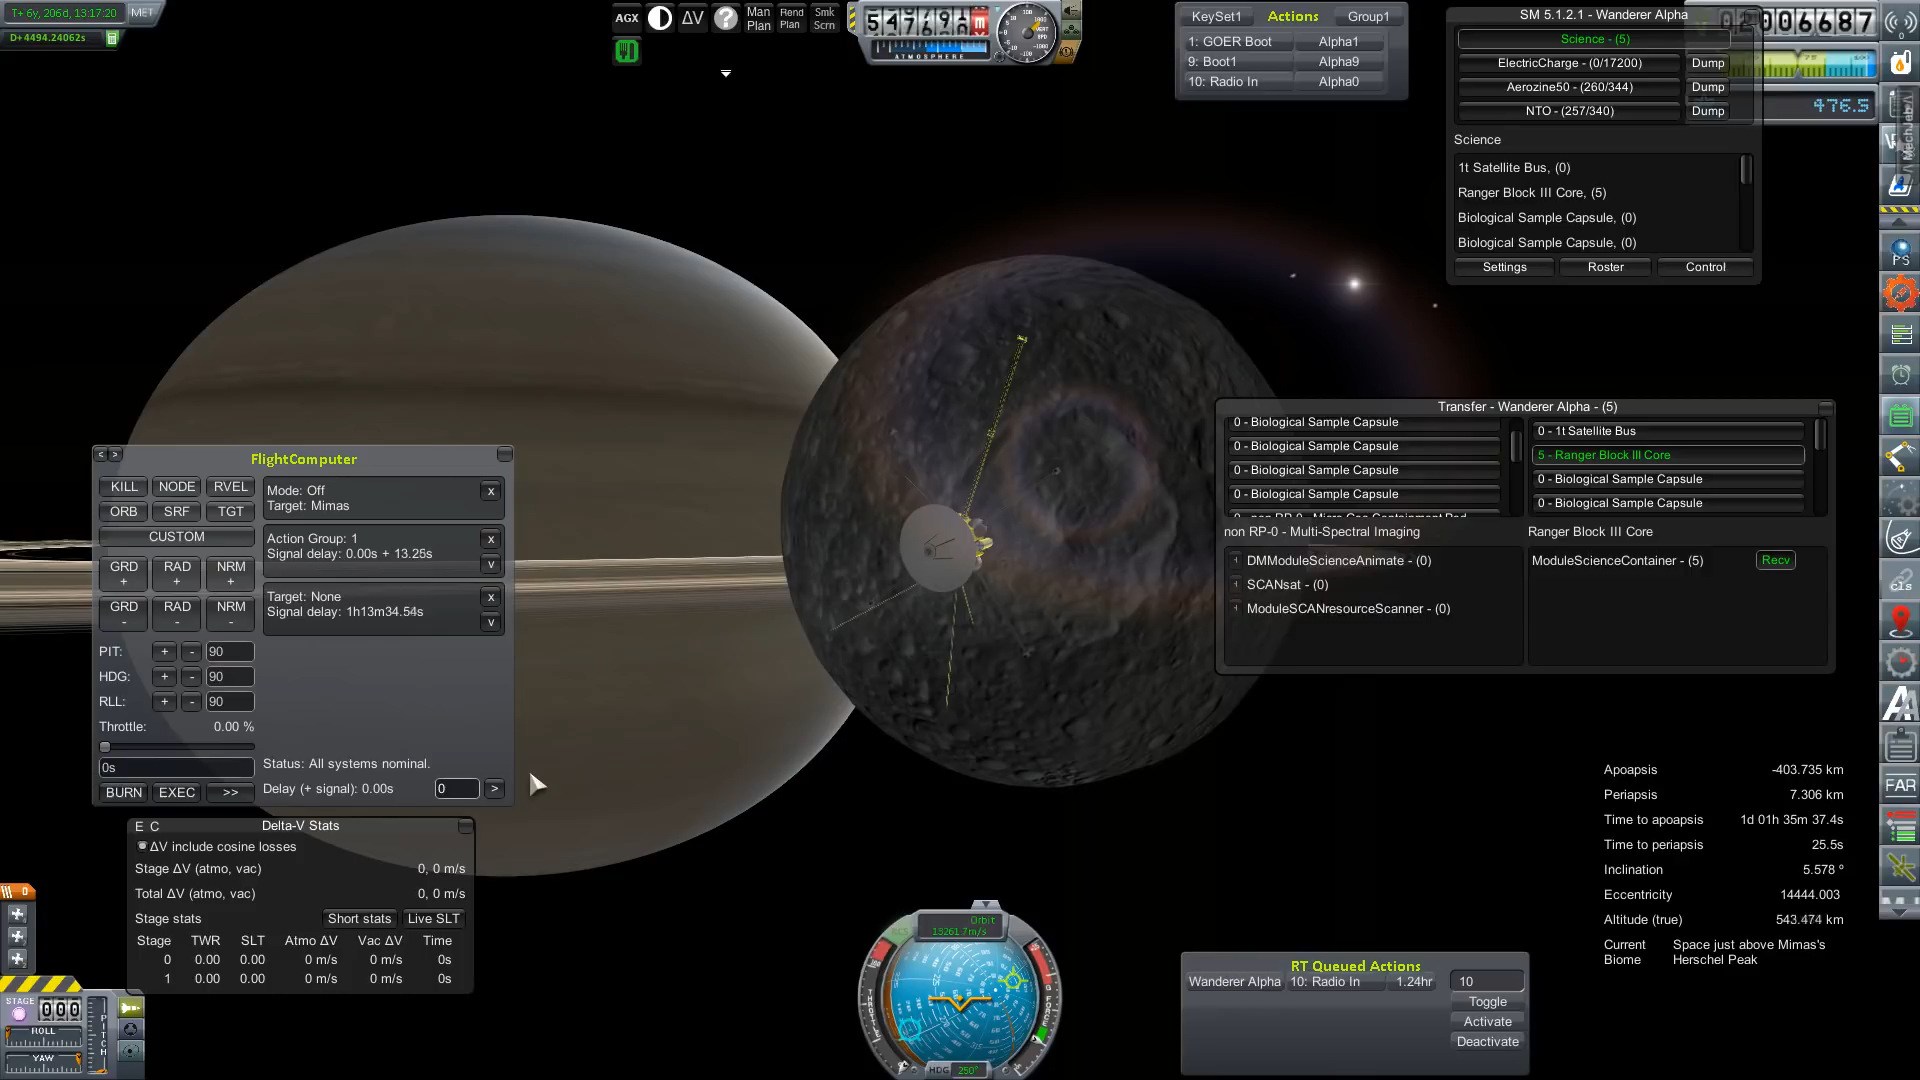 T+ 6y, 206d, 13:17:20 MET
D+4494.24062s
AGX ΔV ? Man Plan Rend Plan Smk Scrn
ATMOSPHERE
KeySet1 Actions Group1
1: GOER Boot Alpha1
9: Boot1 Alpha9
10: Radio In Alpha0
SM 5.1.2.1 - Wanderer Alpha
Science - (5)
ElectricCharge - (0/17200) Dump
Aerozine50 - (260/344) Dump
NTO - (257/340) Dump
Science
1t Satellite Bus, (0)
Ranger Block III Core, (5)
Biological Sample Capsule, (0)
Biological Sample Capsule, (0)
Settings Roster Control
476.5
MechJeb
PS
cls
FAR
Transfer - Wanderer Alpha - (5)
0 - Biological Sample Capsule
0 - Biological Sample Capsule
0 - Biological Sample Capsule
0 - Biological Sample Capsule
0 - 1t Satellite Bus
5 - Ranger Block III Core
0 - Biological Sample Capsule
0 - Biological Sample Capsule
non RP-0 - Multi-Spectral Imaging
DMModuleScienceAnimate - (0)
SCANsat - (0)
ModuleSCANresourceScanner - (0)
Ranger Block III Core
ModuleScienceContainer - (5) Recv
< > FlightComputer
KILL NODE RVEL
ORB SRF TGT
CUSTOM
GRD + RAD + NRM +
GRD - RAD - NRM -
PIT: + - 90
HDG: + - 90
RLL: + - 90
Throttle: 0.00 %
0s
BURN EXEC >>
Mode: Off x
Target: Mimas
Action Group: 1 x
Signal delay: 0.00s + 13.25s v
Target: None x
Signal delay: 1h13m34.54s v
Status: All systems nominal.
Delay (+ signal): 0.00s 0 >
E C Delta-V Stats
ΔV include cosine losses
Stage ΔV (atmo, vac) 0, 0 m/s
Total ΔV (atmo, vac) 0, 0 m/s
Stage stats Short stats Live SLT
Stage TWR SLT Atmo ΔV Vac ΔV Time
0 0.00 0.00 0 m/s 0 m/s 0s
1 0.00 0.00 0 m/s 0 m/s 0s
0
STAGE 000
ROLL
YAW
PITCH
Orbit
13261.7m/s
THROTTLE
G FORCE
HDG 250°
Apoapsis -403.735 km
Periapsis 7.306 km
Time to apoapsis 1d 01h 35m 37.4s
Time to periapsis 25.5s
Inclination 5.578 º
Eccentricity 14444.003
Altitude (true) 543.474 km
Current Biome Space just above Mimas's Herschel Peak
RT Queued Actions
Wanderer Alpha 10: Radio In 1.24hr 10
Toggle
Activate
Deactivate